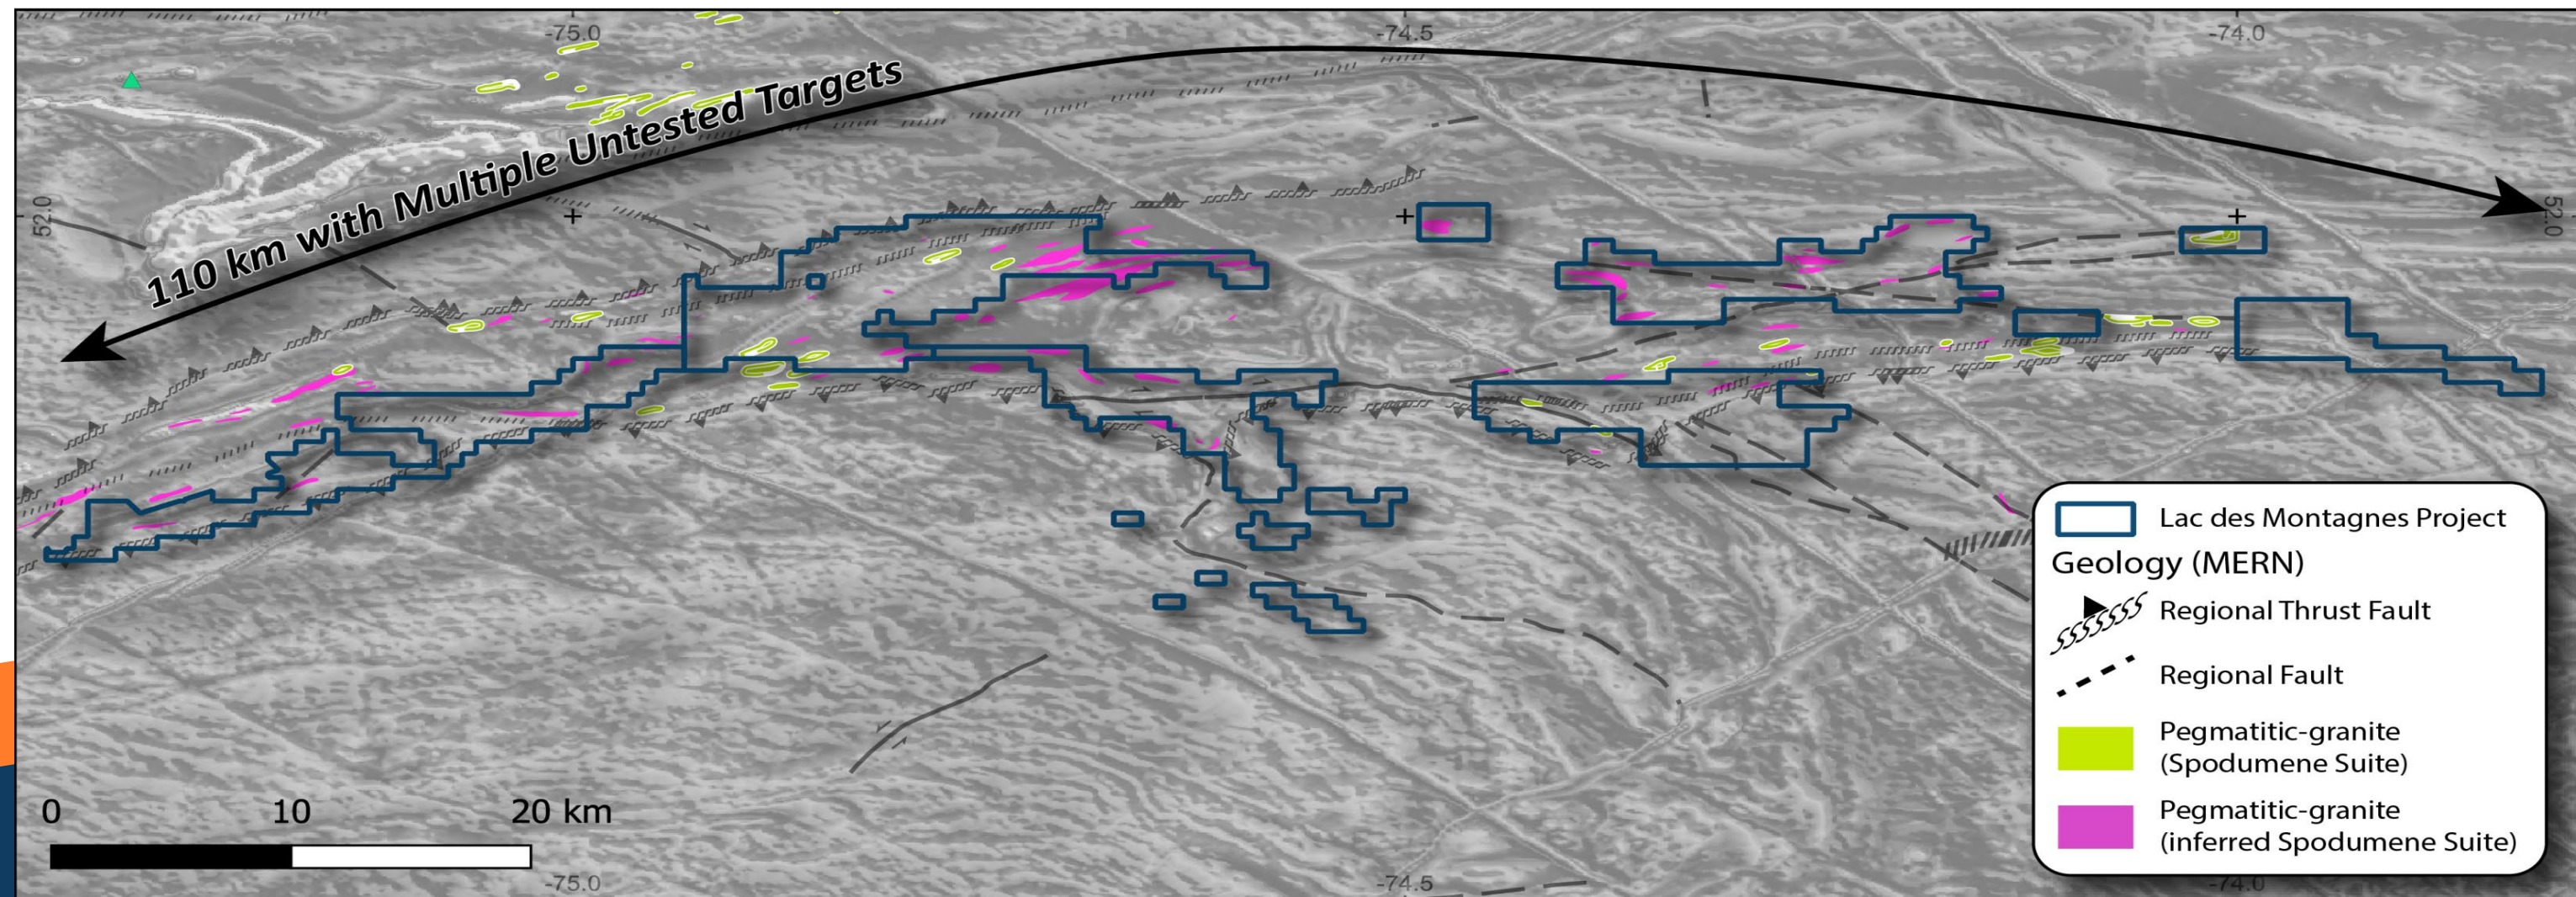 -75.0
-74.5
-74.0
110 km with Multiple Untested Targets
52.0
52.0
Lac des Montagnes Project
Geology (MERN)
Regional Thrust Fault
Regional Fault
Pegmatitic-granite
(Spodumene Suite)
Pegmatitic-granite
(inferred Spodumene Suite)
0 10 20 km
-75.0
-74.5
-74.0